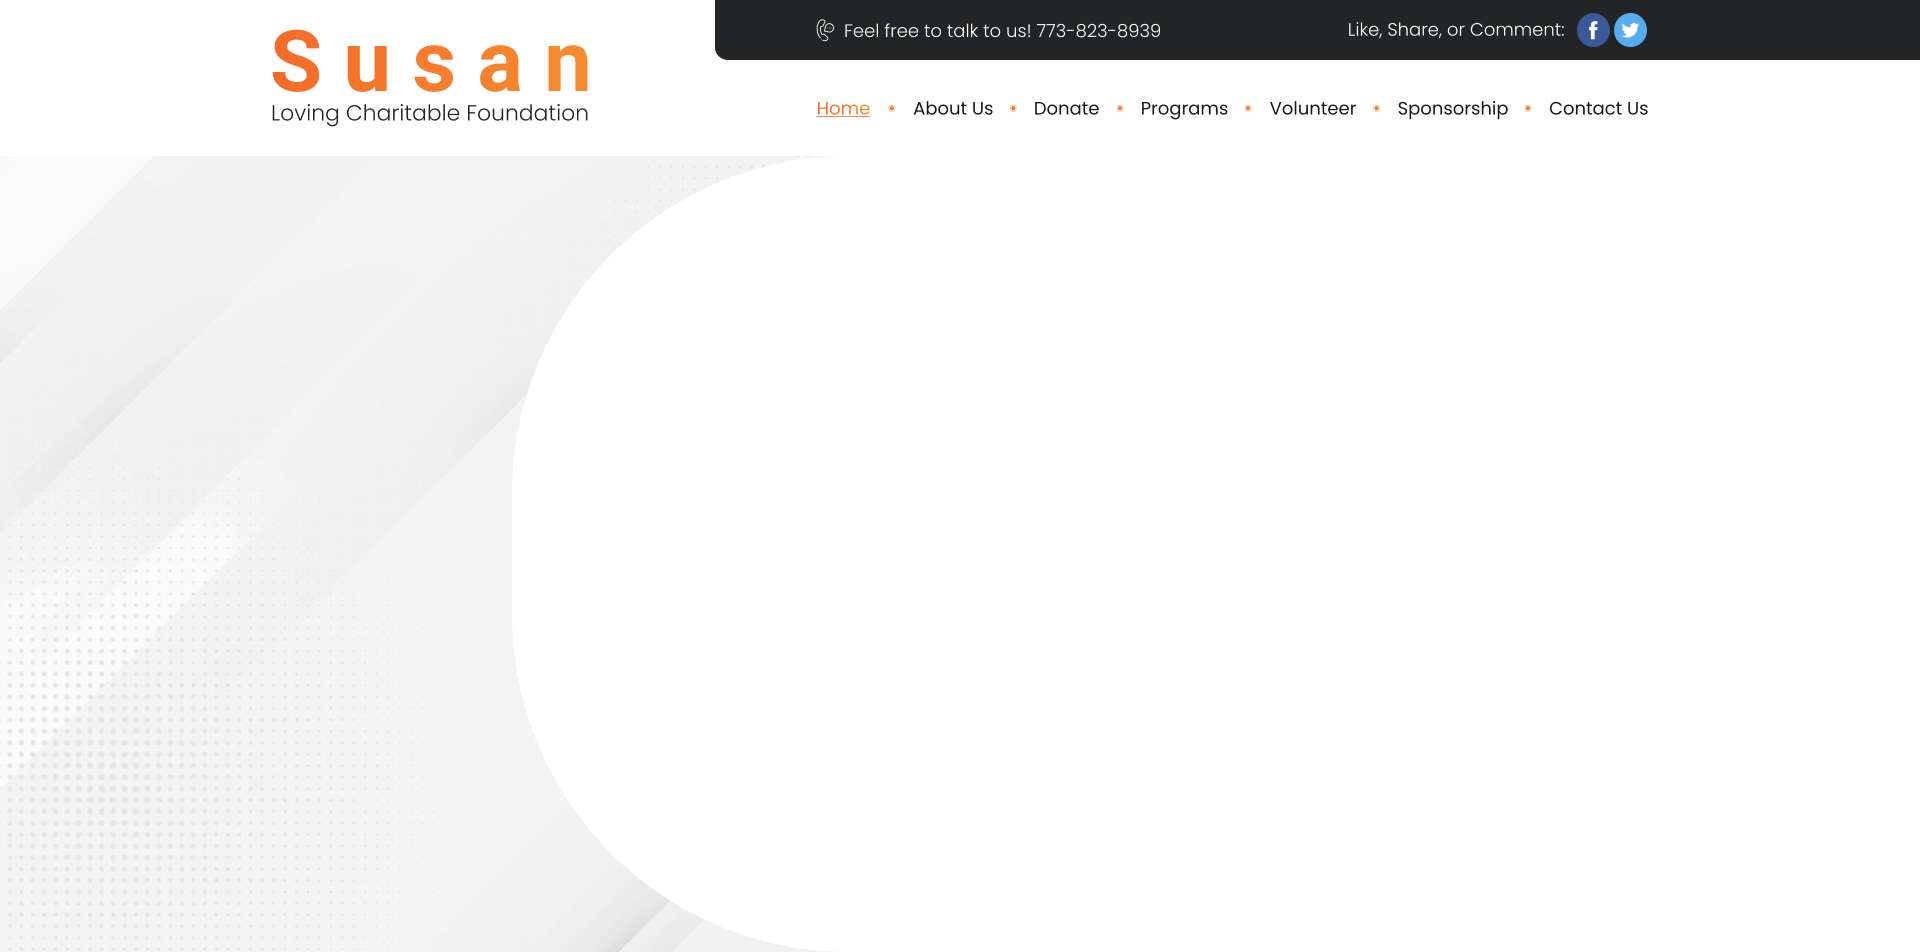 Susan
Loving Charitable Foundation
Feel free to talk to us! 773-823-8939
Like, Share, or Comment:
Home • About Us • Donate • Programs • Volunteer • Sponsorship • Contact Us